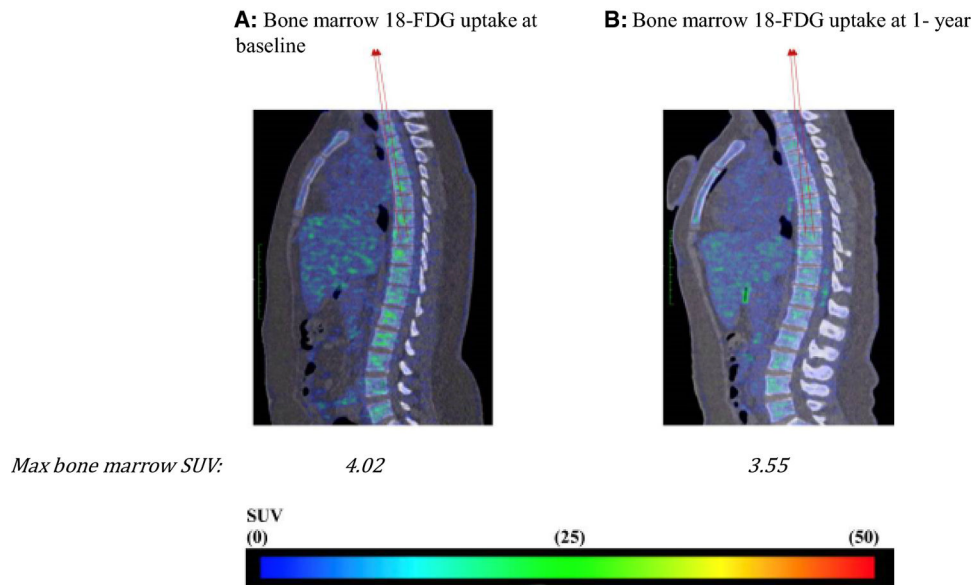 A: Bone marrow 18-FDG uptake at
baseline
B: Bone marrow 18-FDG uptake at 1- year
Max bone marrow SUV: 4.02 3.55
SUV
(0) (25) (50)